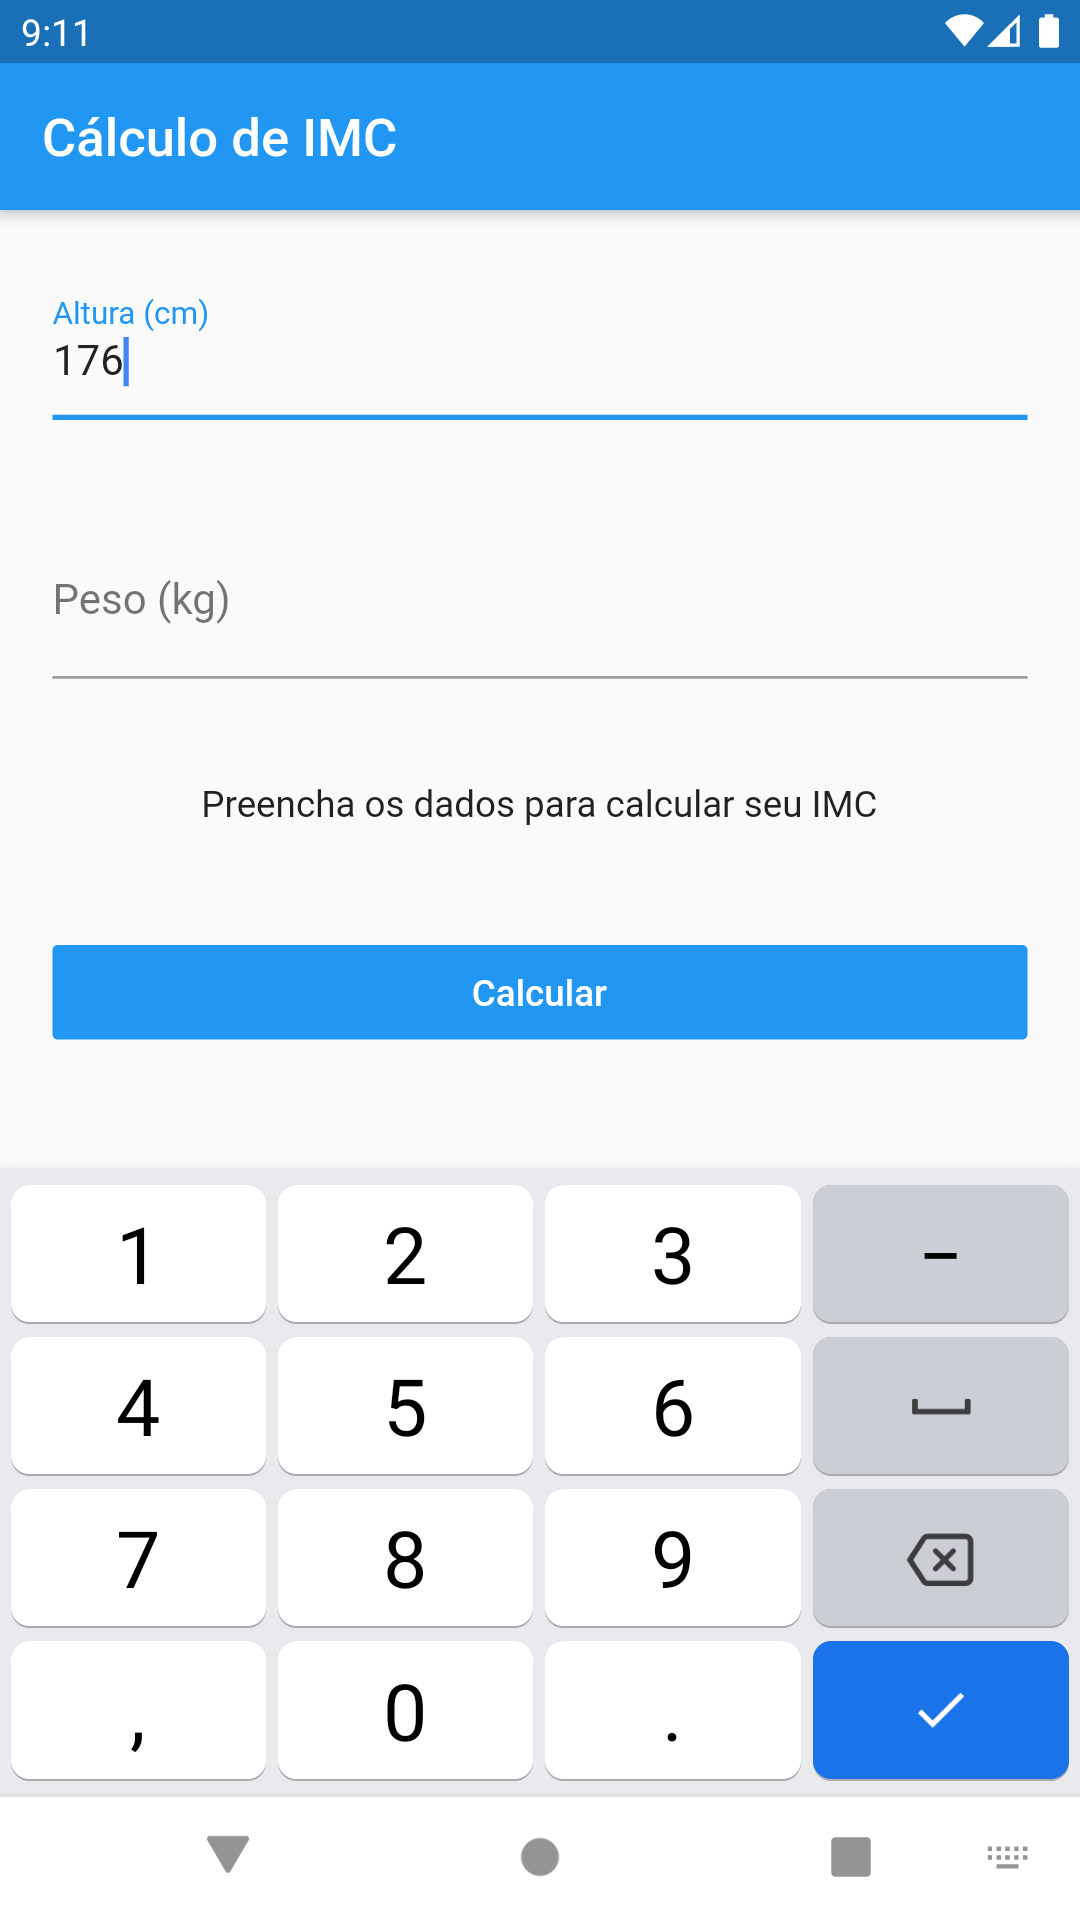 9:11
Cálculo de IMC
Altura (cm)
176
Peso (kg)
Preencha os dados para calcular seu IMC
Calcular
1 2 3 –
4 5 6
7 8 9
, 0 .